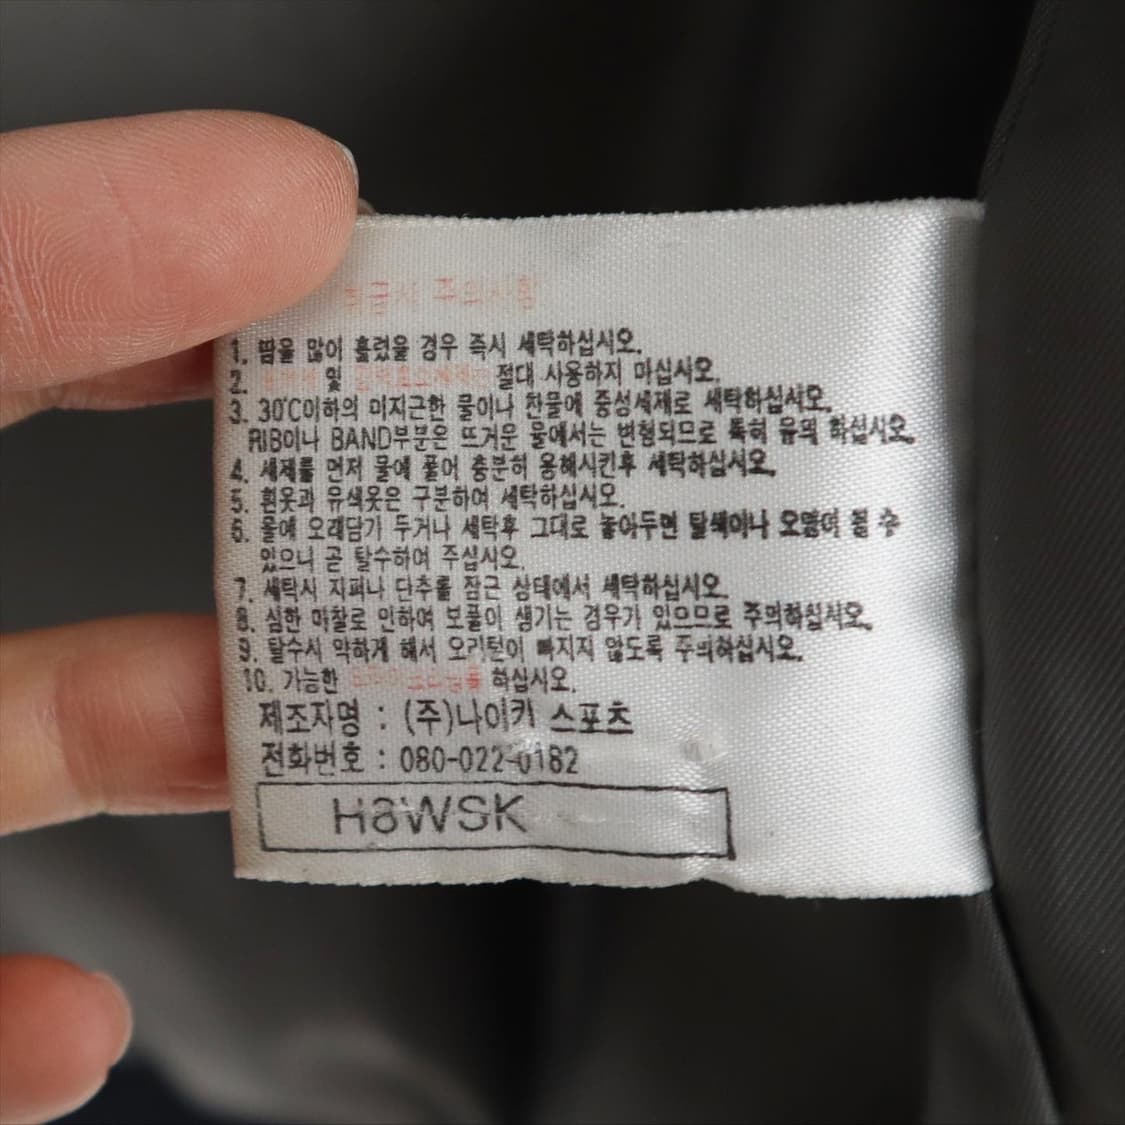 취급시 주의사항
1. 땀을 많이 흘렸을 경우 즉시 세탁하십시오.
2. 및 절대 사용하지 마십시오.
3. 30℃이하의 미지근한 물이나 찬물에 중성세제로 세탁하십시오.
RIB이나 BAND부분은 뜨거운 물에서는 변형되므로 특히 유의 하십시오.
4. 세제를 먼저 물에 풀어 충분히 용해시킨후 세탁하십시오.
5. 흰옷과 유색옷은 구분하여 세탁하십시오.
6. 물에 오래담가 두거나 세탁후 그대로 놓아두면 탈색이나 오염이 될 수
있으니 곧 탈수하여 주십시오.
7. 세탁시 지퍼나 단추를 잠근 상태에서 세탁하십시오.
8. 심한 마찰로 인하여 보풀이 생기는 경우가 있으므로 주의하십시오.
9. 탈수시 약하게 해서 오리털이 빠지지 않도록 주의하십시오.
10. 가능한 하십시오.
제조자명 : (주)나이키 스포츠
전화번호 : 080-022-0182
H8WSK